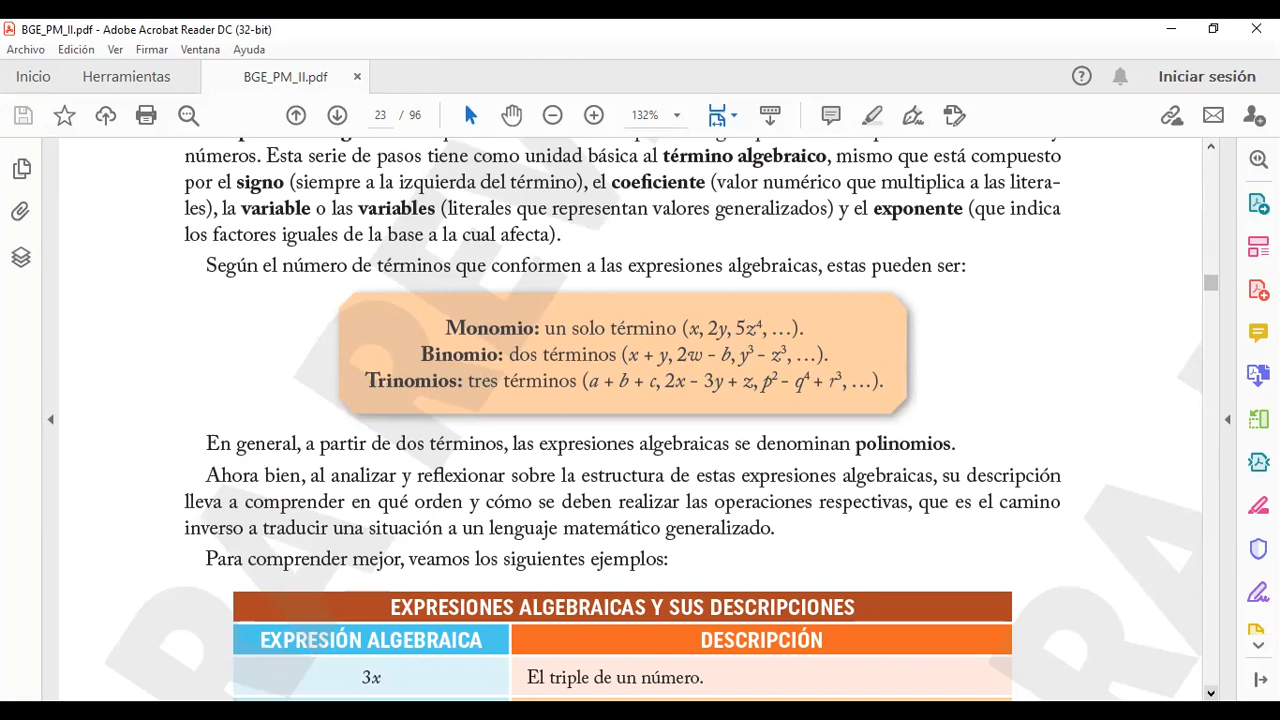 BGE_PM_II.pdf - Adobe Acrobat Reader DC (32-bit)
Archivo Edición Ver Firmar Ventana Ayuda
Inicio Herramientas BGE_PM_II.pdf × Iniciar sesión
23 / 96 132%
números. Esta serie de pasos tiene como unidad básica al término algebraico, mismo que está compuesto
por el signo (siempre a la izquierda del término), el coeficiente (valor numérico que multiplica a las litera-
les), la variable o las variables (literales que representan valores generalizados) y el exponente (que indica
los factores iguales de la base a la cual afecta).
Según el número de términos que conformen a las expresiones algebraicas, estas pueden ser:
Monomio: un solo término (x, 2y, 5z⁴, …).
Binomio: dos términos (x + y, 2w – b, y³ – z³, …).
Trinomios: tres términos (a + b + c, 2x – 3y + z, p² – q⁴ + r³, …).
En general, a partir de dos términos, las expresiones algebraicas se denominan polinomios.
Ahora bien, al analizar y reflexionar sobre la estructura de estas expresiones algebraicas, su descripción
lleva a comprender en qué orden y cómo se deben realizar las operaciones respectivas, que es el camino
inverso a traducir una situación a un lenguaje matemático generalizado.
Para comprender mejor, veamos los siguientes ejemplos:
EXPRESIONES ALGEBRAICAS Y SUS DESCRIPCIONES
EXPRESIÓN ALGEBRAICA DESCRIPCIÓN
3x El triple de un número.